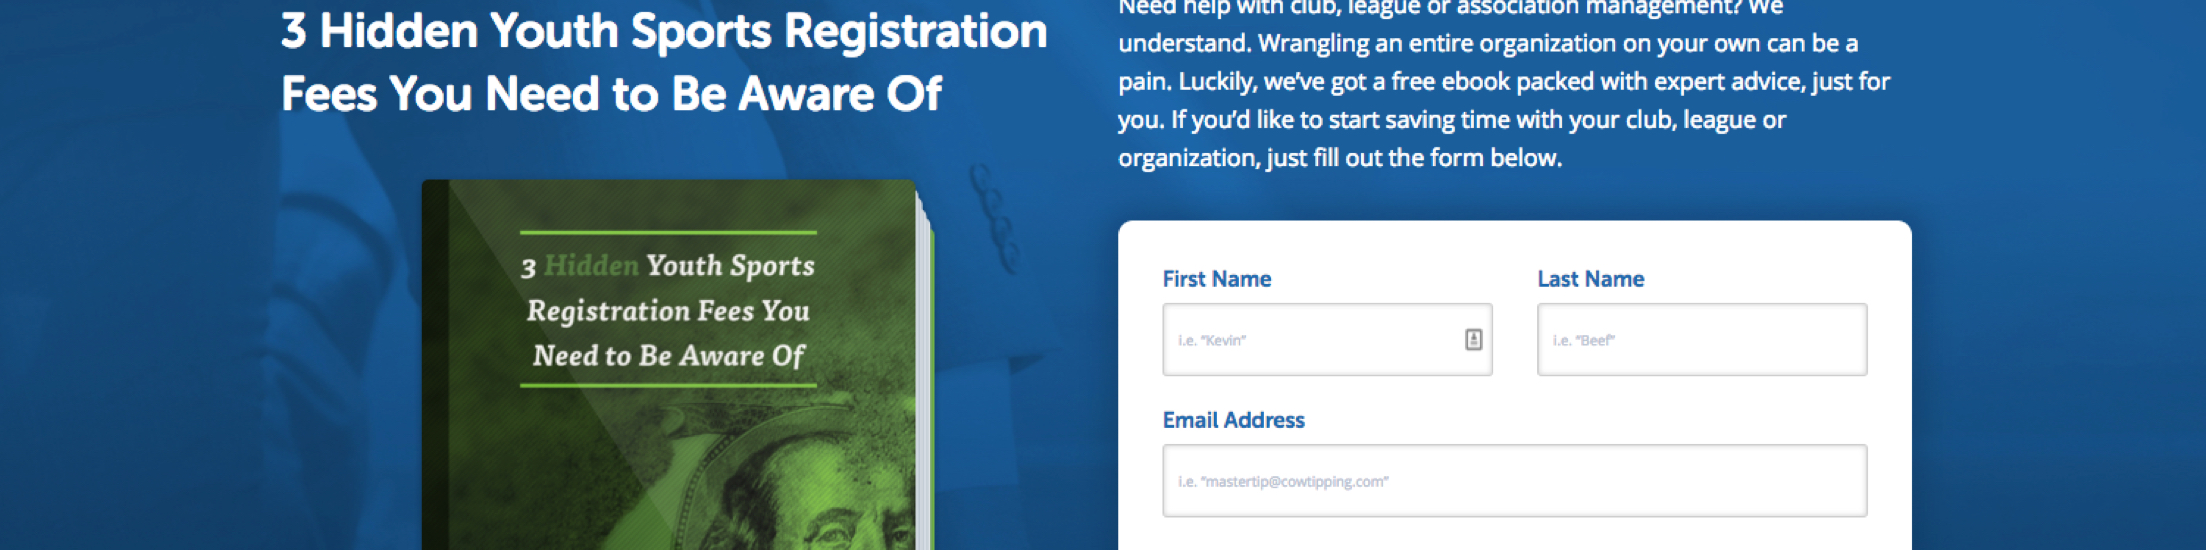 3 Hidden Youth Sports Registration
Fees You Need to Be Aware Of
3 Hidden Youth Sports
Registration Fees You
Need to Be Aware Of
Need help with club, league or association management? We
understand. Wrangling an entire organization on your own can be a
pain. Luckily, we've got a free ebook packed with expert advice, just for
you. If you'd like to start saving time with your club, league or
organization, just fill out the form below.
First Name
Last Name
i.e. "Kevin"
i.e. "Beef"
Email Address
i.e. "mastertip@cowtipping.com"